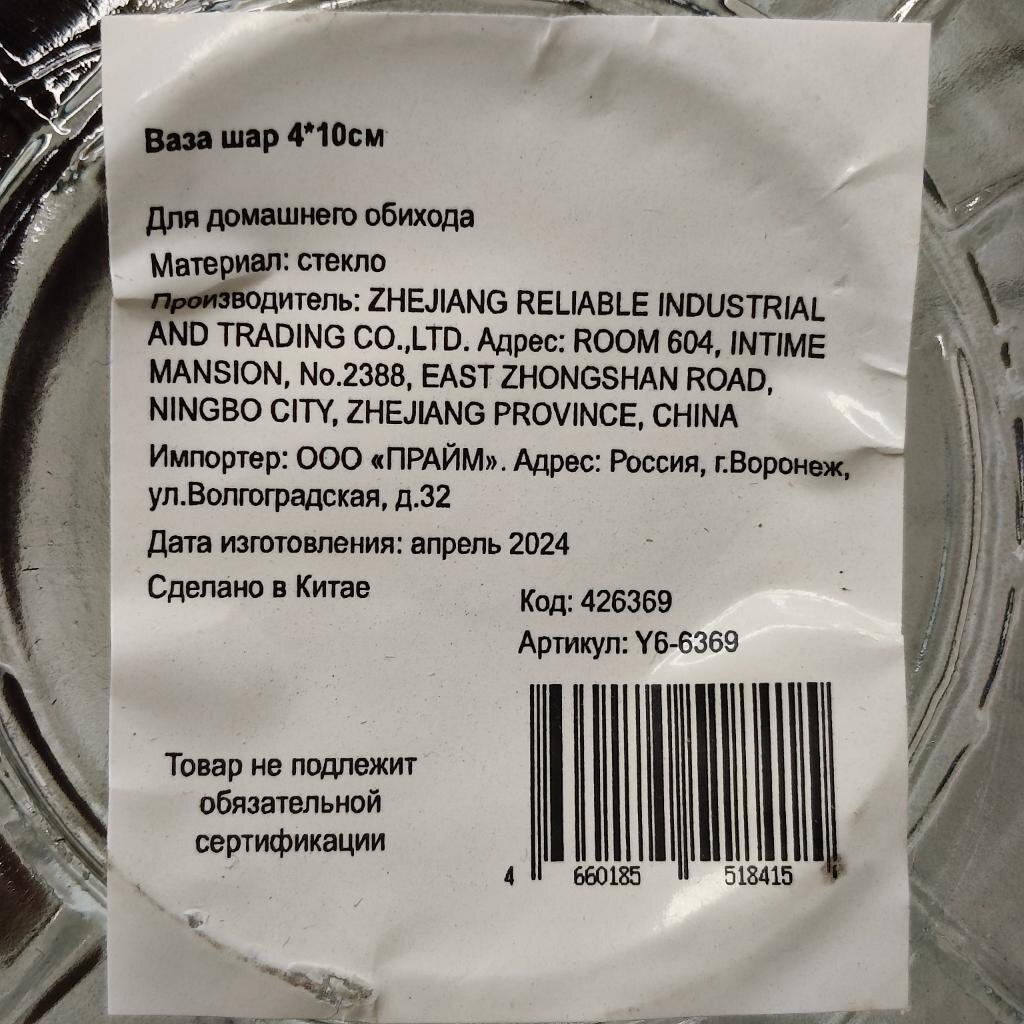 Ваза шар 4*10см
Для домашнего обихода
Материал: стекло
Производитель: ZHEJIANG RELIABLE INDUSTRIAL
AND TRADING CO.,LTD. Адрес: ROOM 604, INTIME
MANSION, No.2388, EAST ZHONGSHAN ROAD,
NINGBO CITY, ZHEJIANG PROVINCE, CHINA
Импортер: ООО «ПРАЙМ». Адрес: Россия, г.Воронеж,
ул.Волгоградская, д.32
Дата изготовления: апрель 2024
Сделано в Китае
Код: 426369
Артикул: Y6-6369
Товар не подлежит
обязательной
сертификации
4 660185 518415